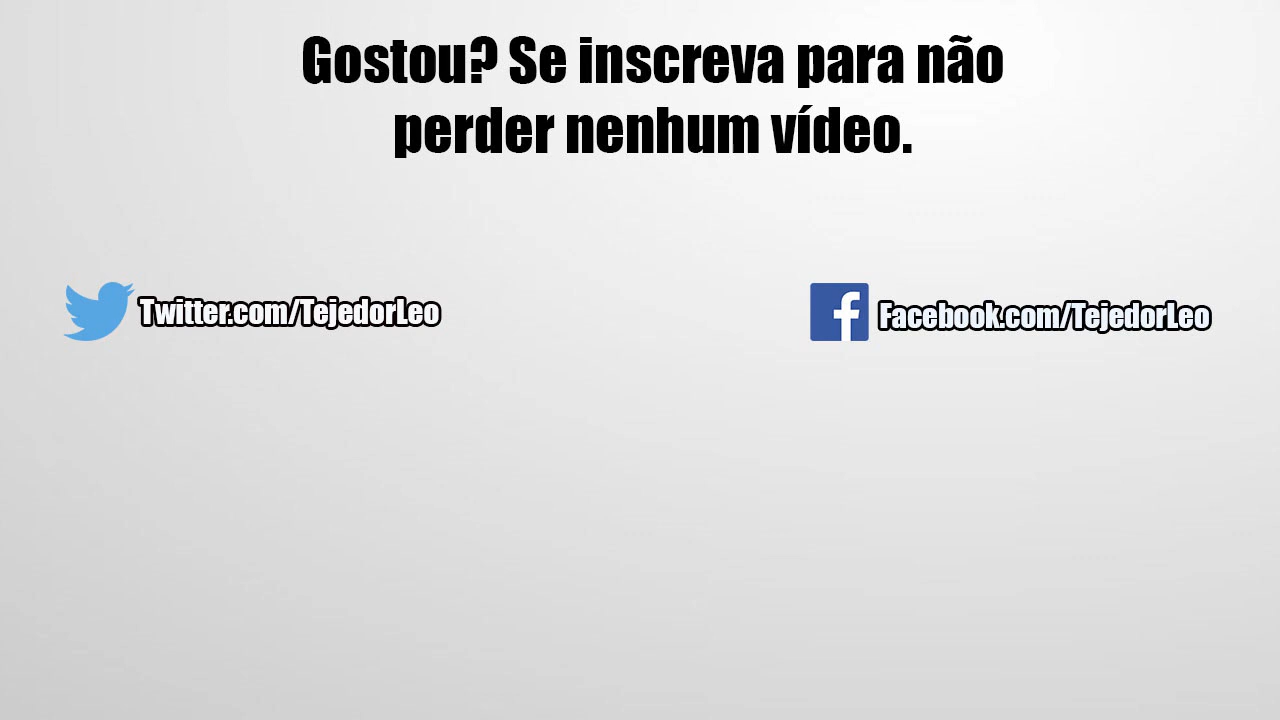 Gostou? Se inscreva para não
perder nenhum vídeo.
Twitter.com/TejedorLeo
Facebook.com/TejedorLeo